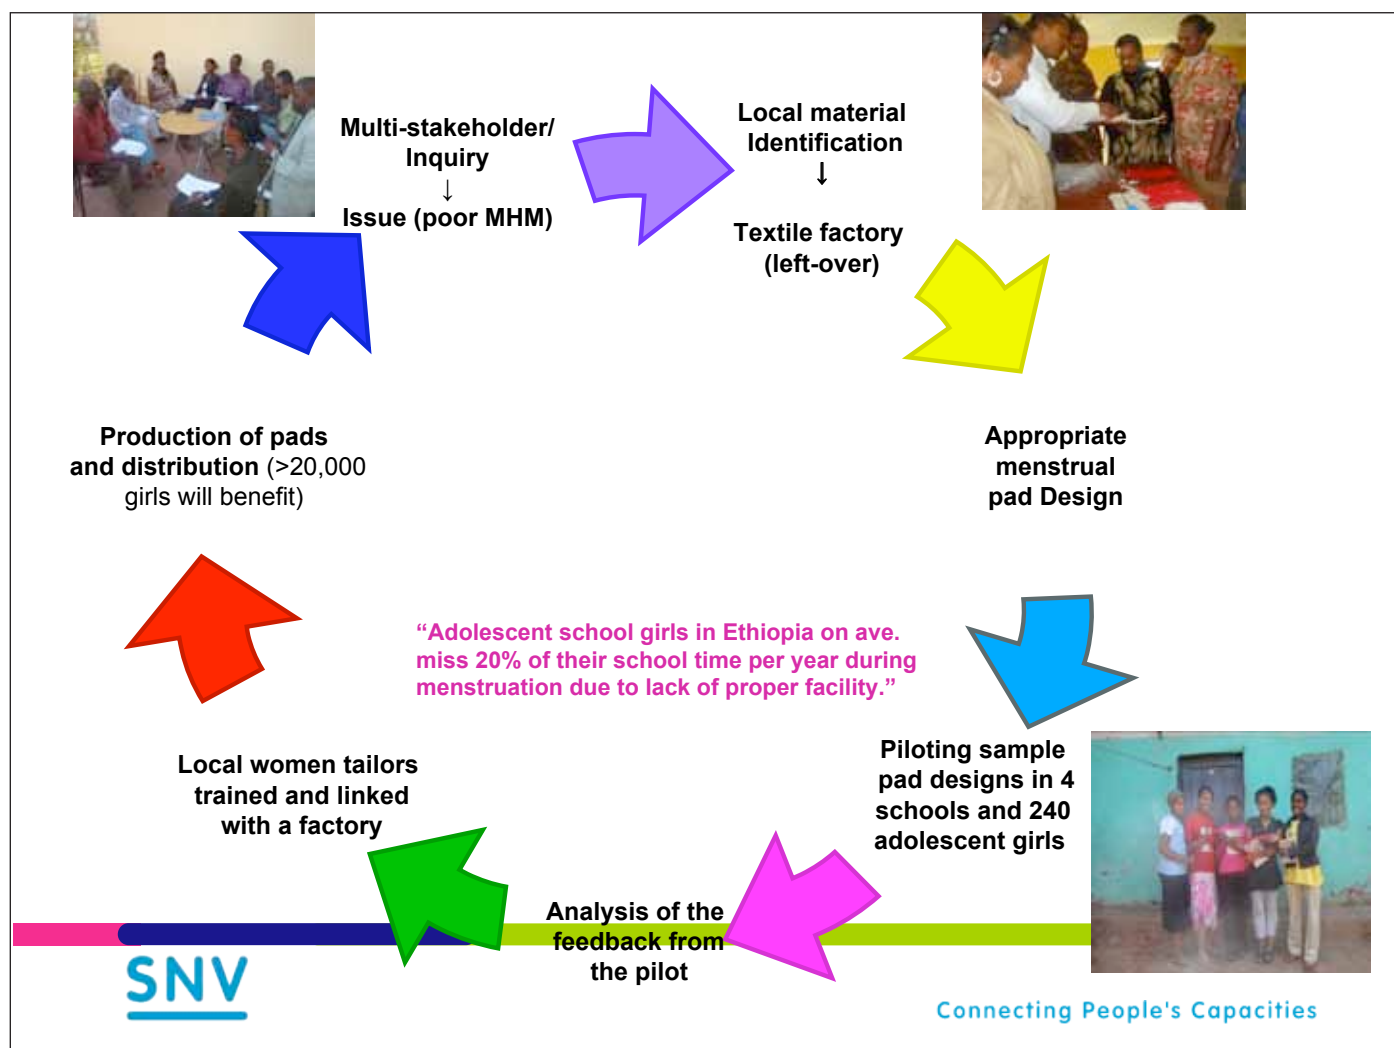 Multi-stakeholder/
Inquiry
↓
Issue (poor MHM)
Local material
Identification
↓
Textile factory
(left-over)
Appropriate
menstrual
pad Design
Piloting sample
pad designs in 4
schools and 240
adolescent girls
Analysis of the
feedback from
the pilot
Local women tailors
trained and linked
with a factory
Production of pads
and distribution (>20,000
girls will benefit)
“Adolescent school girls in Ethiopia on ave.
miss 20% of their school time per year during
menstruation due to lack of proper facility.”
SNV
Connecting People's Capacities